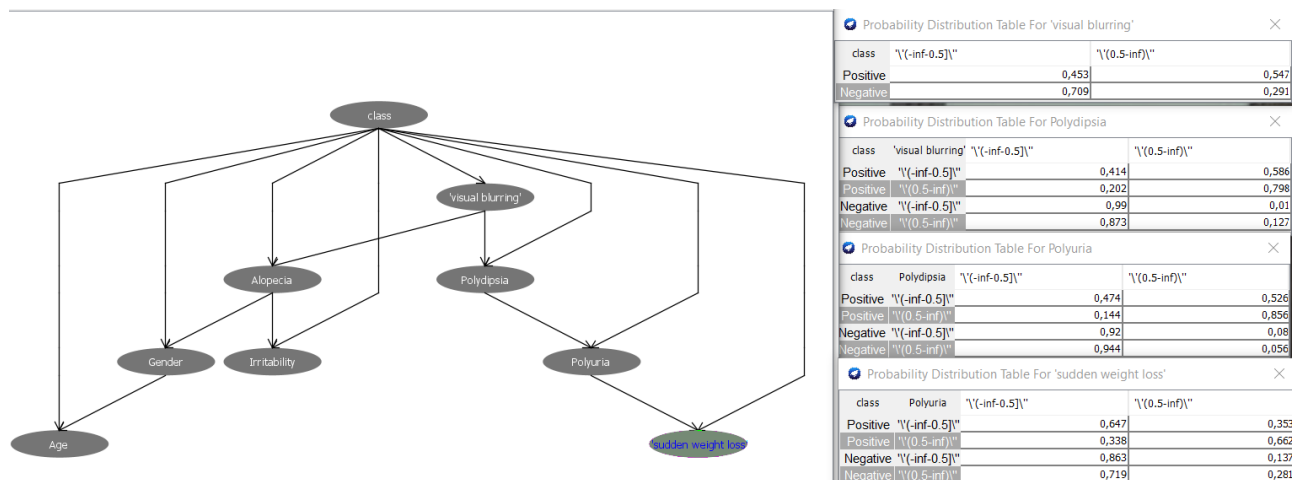 class
'visual blurring'
Alopecia
Polydipsia
Gender
Irritability
Polyuria
Age
'sudden weight loss'
Probability Distribution Table For 'visual blurring'
class '\'(-inf-0.5]\'' '\'(0.5-inf)\''
Positive 0,453 0,547
Negative 0,709 0,291
Probability Distribution Table For Polydipsia
class 'visual blurring' '\'(-inf-0.5]\'' '\'(0.5-inf)\''
Positive '\'(-inf-0.5]\'' 0,414 0,586
Positive '\'(0.5-inf)\'' 0,202 0,798
Negative '\'(-inf-0.5]\'' 0,99 0,01
Negative '\'(0.5-inf)\'' 0,873 0,127
Probability Distribution Table For Polyuria
class Polydipsia '\'(-inf-0.5]\'' '\'(0.5-inf)\''
Positive '\'(-inf-0.5]\'' 0,474 0,526
Positive '\'(0.5-inf)\'' 0,144 0,856
Negative '\'(-inf-0.5]\'' 0,92 0,08
Negative '\'(0.5-inf)\'' 0,944 0,056
Probability Distribution Table For 'sudden weight loss'
class Polyuria '\'(-inf-0.5]\'' '\'(0.5-inf)\''
Positive '\'(-inf-0.5]\'' 0,647 0,353
Positive '\'(0.5-inf)\'' 0,338 0,662
Negative '\'(-inf-0.5]\'' 0,863 0,137
Negative '\'(0.5-inf)\'' 0,719 0,281